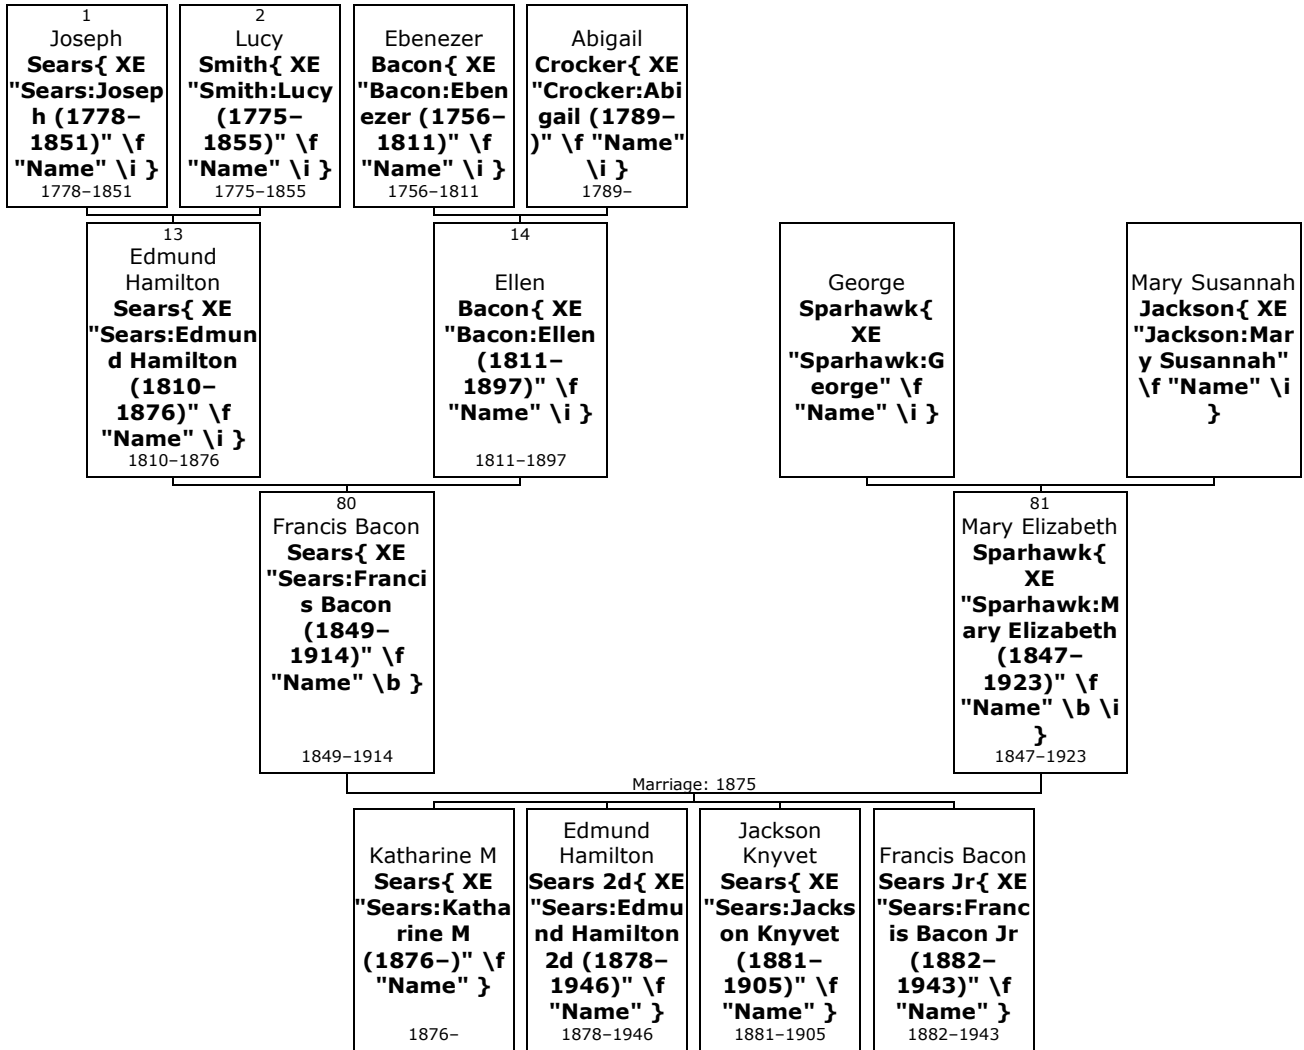 1
Joseph
Sears{ XE
"Sears:Josep
h (1778–
1851)" \f
"Name" \i }
1778–1851
2
Lucy
Smith{ XE
"Smith:Lucy
(1775–
1855)" \f
"Name" \i }
1775–1855
Ebenezer
Bacon{ XE
"Bacon:Eben
ezer (1756–
1811)" \f
"Name" \i }
1756–1811
Abigail
Crocker{ XE
"Crocker:Abi
gail (1789–
)" \f "Name"
\i }
1789–
13
Edmund
Hamilton
Sears{ XE
"Sears:Edmun
d Hamilton
(1810–
1876)" \f
"Name" \i }
1810–1876
14
Ellen
Bacon{ XE
"Bacon:Ellen
(1811–
1897)" \f
"Name" \i }
1811–1897
George
Sparhawk{
XE
"Sparhawk:G
eorge" \f
"Name" \i }
Mary Susannah
Jackson{ XE
"Jackson:Mar
y Susannah"
\f "Name" \i
}
80
Francis Bacon
Sears{ XE
"Sears:Franci
s Bacon
(1849–
1914)" \f
"Name" \b }
1849–1914
81
Mary Elizabeth
Sparhawk{
XE
"Sparhawk:M
ary Elizabeth
(1847–
1923)" \f
"Name" \b \i
}
1847–1923
Marriage: 1875
Katharine M
Sears{ XE
"Sears:Katha
rine M
(1876–)" \f
"Name" }
1876–
Edmund
Hamilton
Sears 2d{ XE
"Sears:Edmu
nd Hamilton
2d (1878–
1946)" \f
"Name" }
1878–1946
Jackson
Knyvet
Sears{ XE
"Sears:Jacks
on Knyvet
(1881–
1905)" \f
"Name" }
1881–1905
Francis Bacon
Sears Jr{ XE
"Sears:Franc
is Bacon Jr
(1882–
1943)" \f
"Name" }
1882–1943